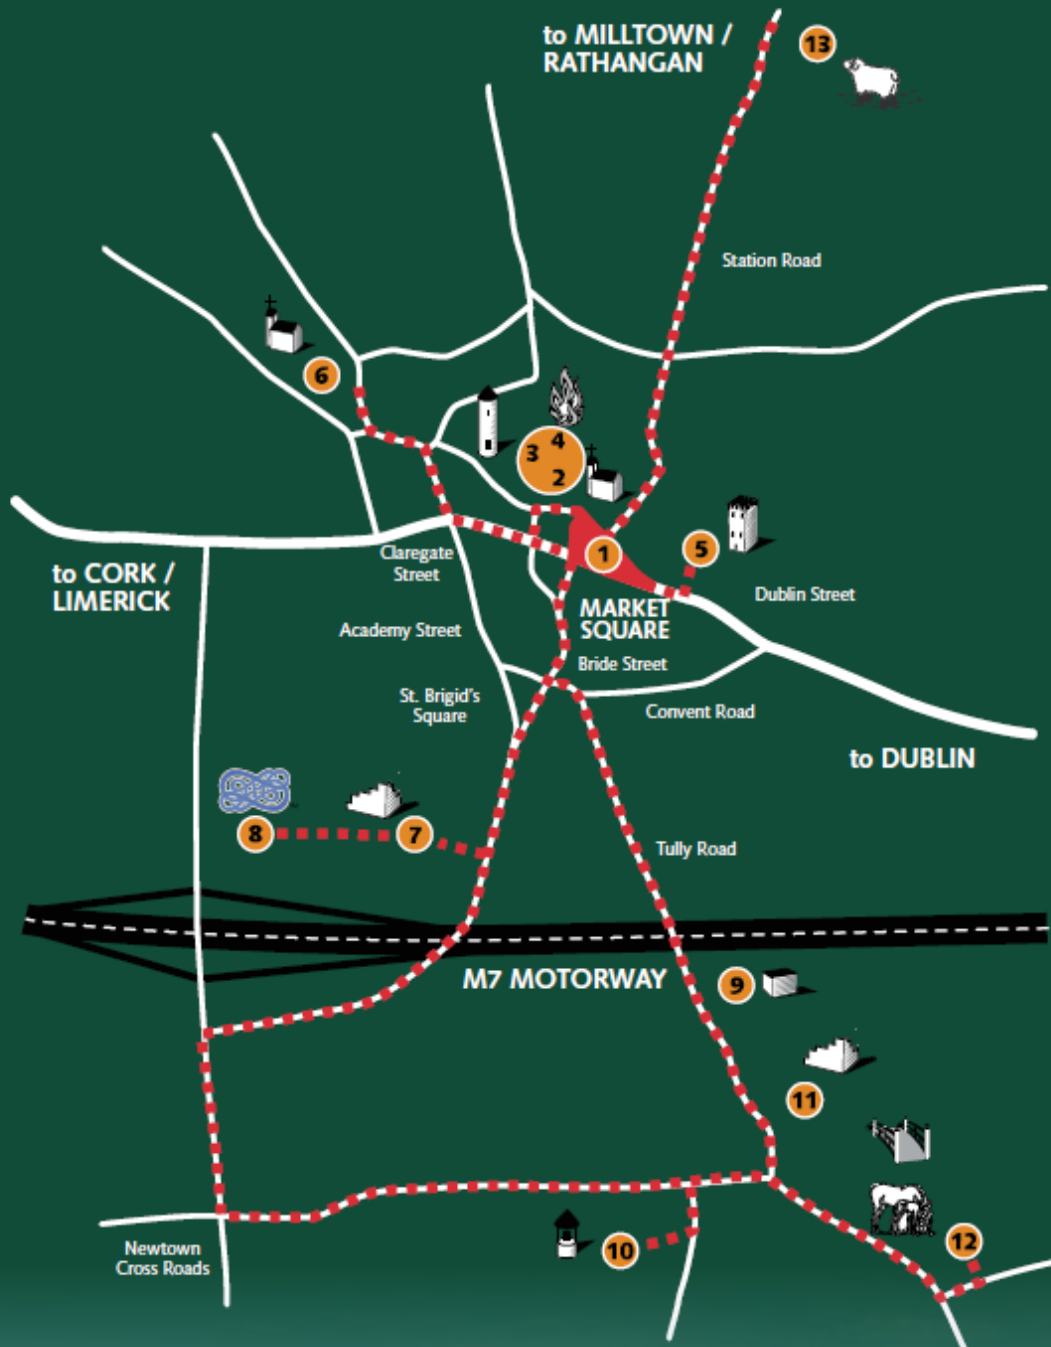 to MILLTOWN /
RATHANGAN
13
Station Road
6
4
3
2
1
5
Claregate
Street
to CORK /
LIMERICK
Dublin Street
MARKET
SQUARE
Academy Street
Bride Street
St. Brigid's
Square
Convent Road
to DUBLIN
8
7
Tully Road
M7 MOTORWAY
9
11
10
12
Newtown
Cross Roads